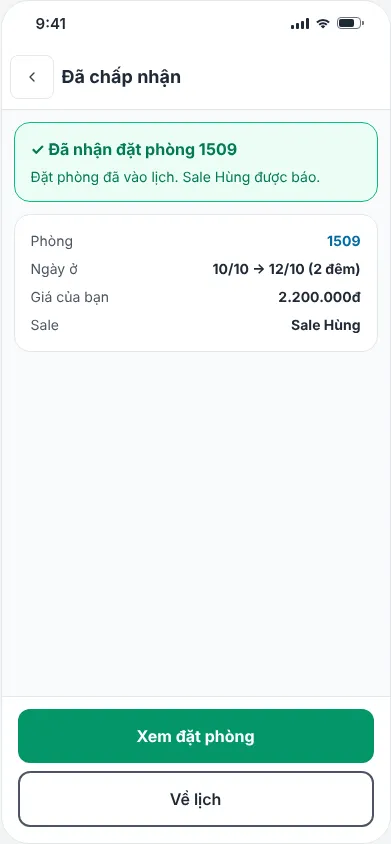 9:41
Đã chấp nhận
✓ Đã nhận đặt phòng 1509
Đặt phòng đã vào lịch. Sale Hùng được báo.
Phòng 1509
Ngày ở 10/10 → 12/10 (2 đêm)
Giá của bạn 2.200.000đ
Sale Sale Hùng
Xem đặt phòng
Về lịch